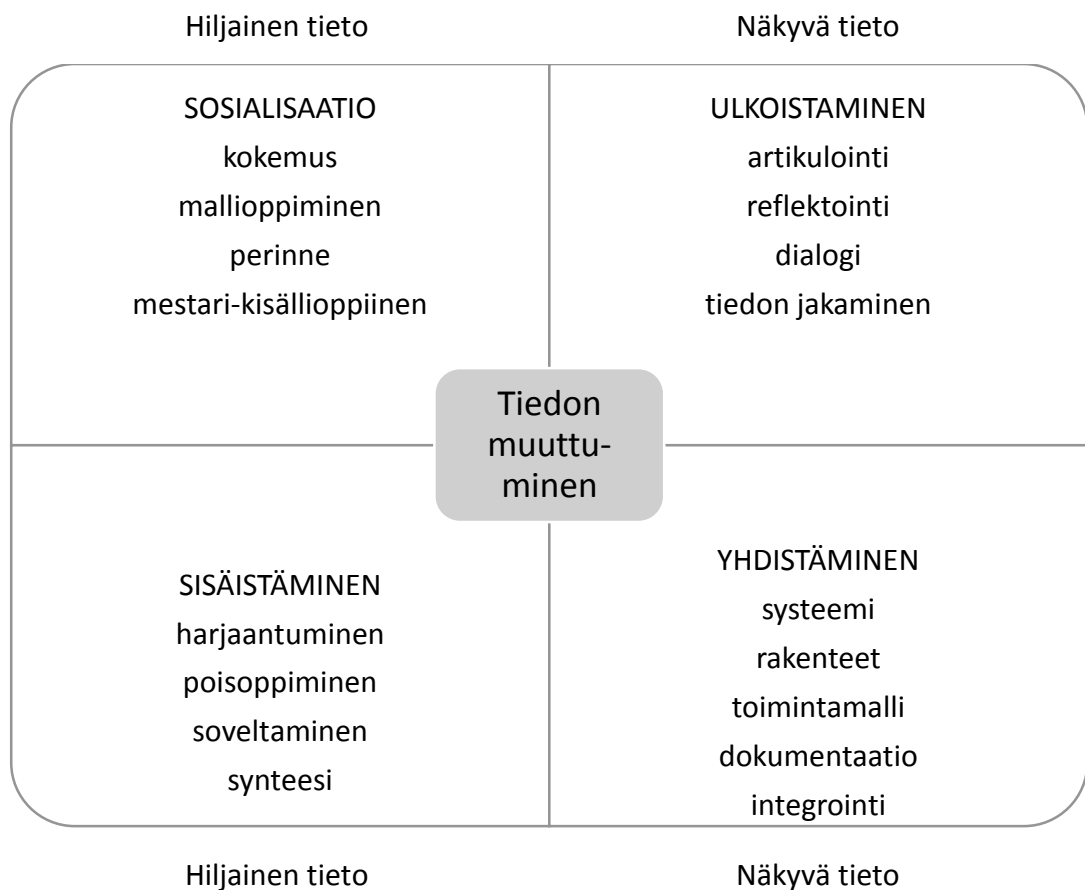 Hiljainen tieto
Näkyvä tieto
SOSIALISAATIO
kokemus
mallioppiminen
perinne
mestari-kisällioppiinen
ULKOISTAMINEN
artikulointi
reflektointi
dialogi
tiedon jakaminen
Tiedon
muuttu-
minen
SISÄISTÄMINEN
harjaantuminen
poisoppiminen
soveltaminen
synteesi
YHDISTÄMINEN
systeemi
rakenteet
toimintamalli
dokumentaatio
integrointi
Hiljainen tieto
Näkyvä tieto